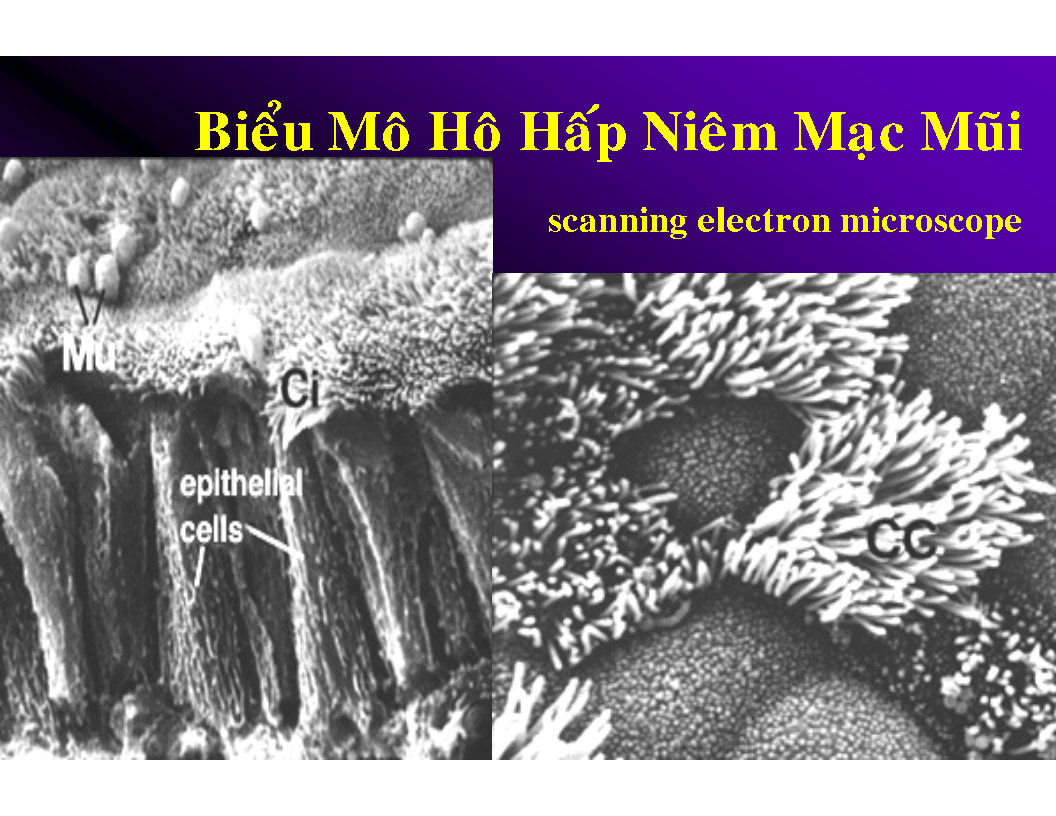 Biểu Mô Hô Hấp Niêm Mạc Mũi
scanning electron microscope
Mu
Ci
epithelial
cells
CC